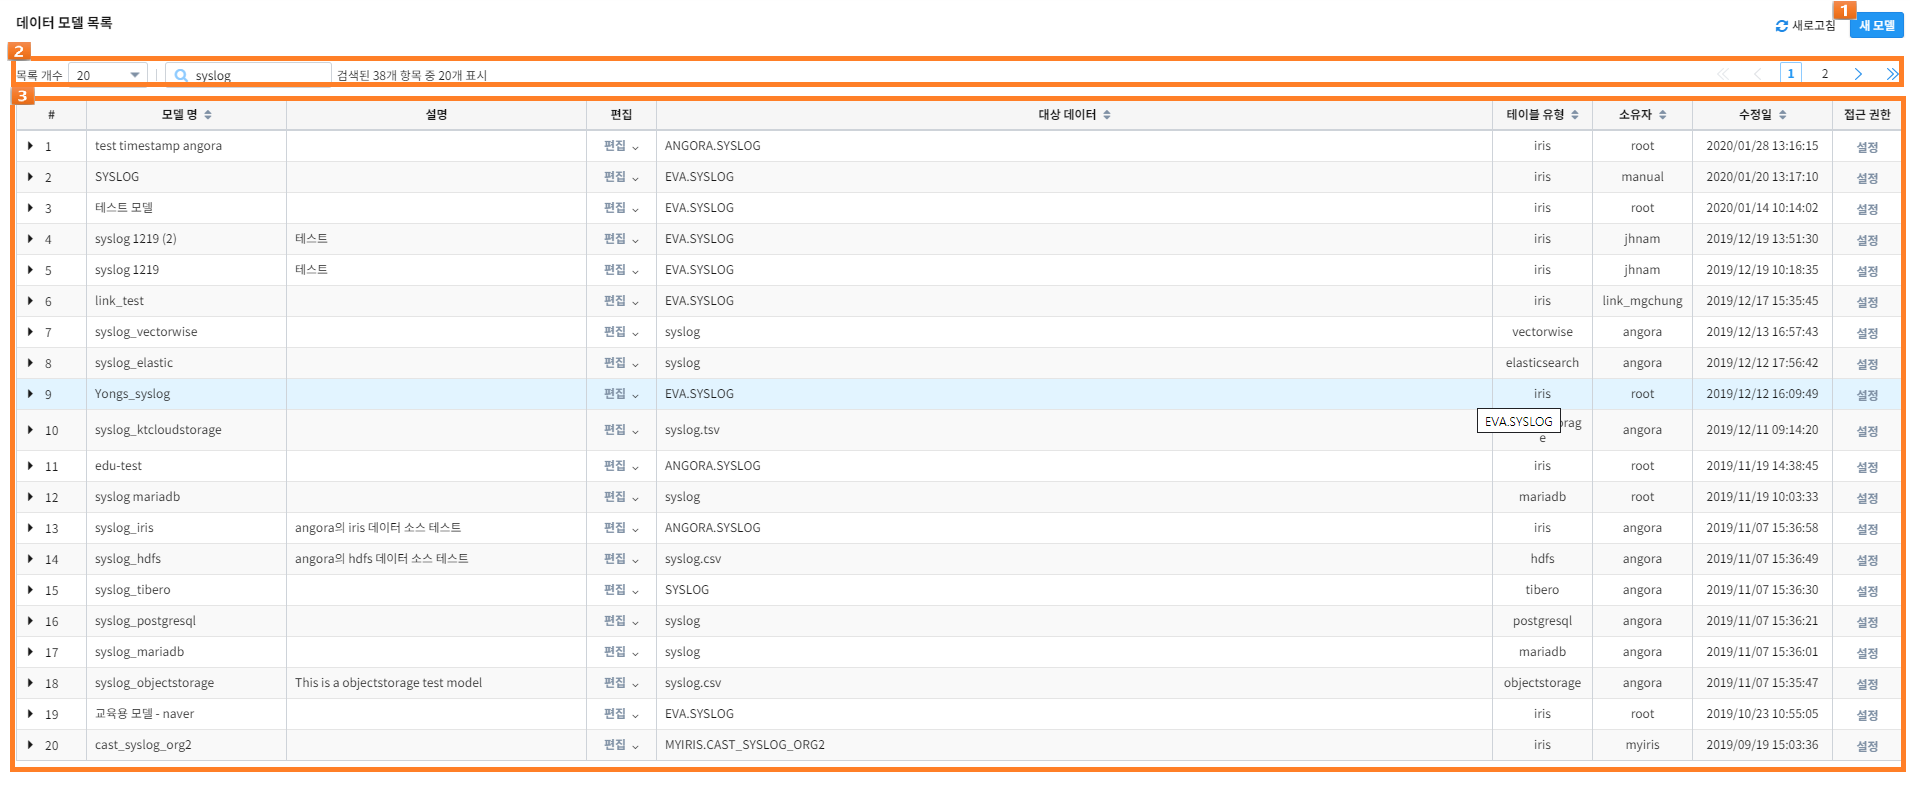 데이터 모델 목록
1
새로고침 새 모델
2
목록 개수 20 syslog 검색된 38개 항목 중 20개 표시 1 2
3
# 모델 명 설명 편집 대상 데이터 테이블 유형 소유자 수정일 접근 권한
1 test timestamp angora 편집 ANGORA.SYSLOG iris root 2020/01/28 13:16:15 설정
2 SYSLOG 편집 EVA.SYSLOG iris manual 2020/01/20 13:17:10 설정
3 테스트 모델 편집 EVA.SYSLOG iris root 2020/01/14 10:14:02 설정
4 syslog 1219 (2) 테스트 편집 EVA.SYSLOG iris jhnam 2019/12/19 13:51:30 설정
5 syslog 1219 테스트 편집 EVA.SYSLOG iris jhnam 2019/12/19 10:18:35 설정
6 link_test 편집 EVA.SYSLOG iris link_mgchung 2019/12/17 15:35:45 설정
7 syslog_vectorwise 편집 syslog vectorwise angora 2019/12/13 16:57:43 설정
8 syslog_elastic 편집 syslog elasticsearch angora 2019/12/12 17:56:42 설정
9 Yongs_syslog 편집 EVA.SYSLOG iris root 2019/12/12 16:09:49 설정
EVA.SYSLOG
10 syslog_ktcloudstorage 편집 syslog.tsv angora 2019/12/11 09:14:20 설정
11 edu-test 편집 ANGORA.SYSLOG iris root 2019/11/19 14:38:45 설정
12 syslog mariadb 편집 syslog mariadb root 2019/11/19 10:03:33 설정
13 syslog_iris angora의 iris 데이터 소스 테스트 편집 ANGORA.SYSLOG iris angora 2019/11/07 15:36:58 설정
14 syslog_hdfs angora의 hdfs 데이터 소스 테스트 편집 syslog.csv hdfs angora 2019/11/07 15:36:49 설정
15 syslog_tibero 편집 SYSLOG tibero angora 2019/11/07 15:36:30 설정
16 syslog_postgresql 편집 syslog postgresql angora 2019/11/07 15:36:21 설정
17 syslog_mariadb 편집 syslog mariadb angora 2019/11/07 15:36:01 설정
18 syslog_objectstorage This is a objectstorage test model 편집 syslog.csv objectstorage angora 2019/11/07 15:35:47 설정
19 교육용 모델 - naver 편집 EVA.SYSLOG iris root 2019/10/23 10:55:05 설정
20 cast_syslog_org2 편집 MYIRIS.CAST_SYSLOG_ORG2 iris myiris 2019/09/19 15:03:36 설정